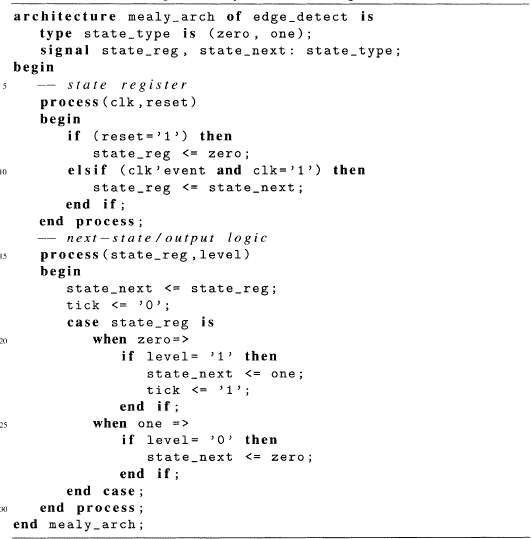 architecture mealy_arch of edge_detect is
type state_type is (zero, one);
signal state_reg, state_next: state_type;
begin
5 -- state register
process(clk,reset)
begin
if (reset='1') then
state_reg <= zero;
10 elsif (clk'event and clk='1') then
state_reg <= state_next;
end if;
end process;
-- next-state/output logic
15 process(state_reg,level)
begin
state_next <= state_reg;
tick <= '0';
case state_reg is
20 when zero=>
if level= '1' then
state_next <= one;
tick <= '1';
end if;
25 when one =>
if level= '0' then
state_next <= zero;
end if;
end case;
30 end process;
end mealy_arch;